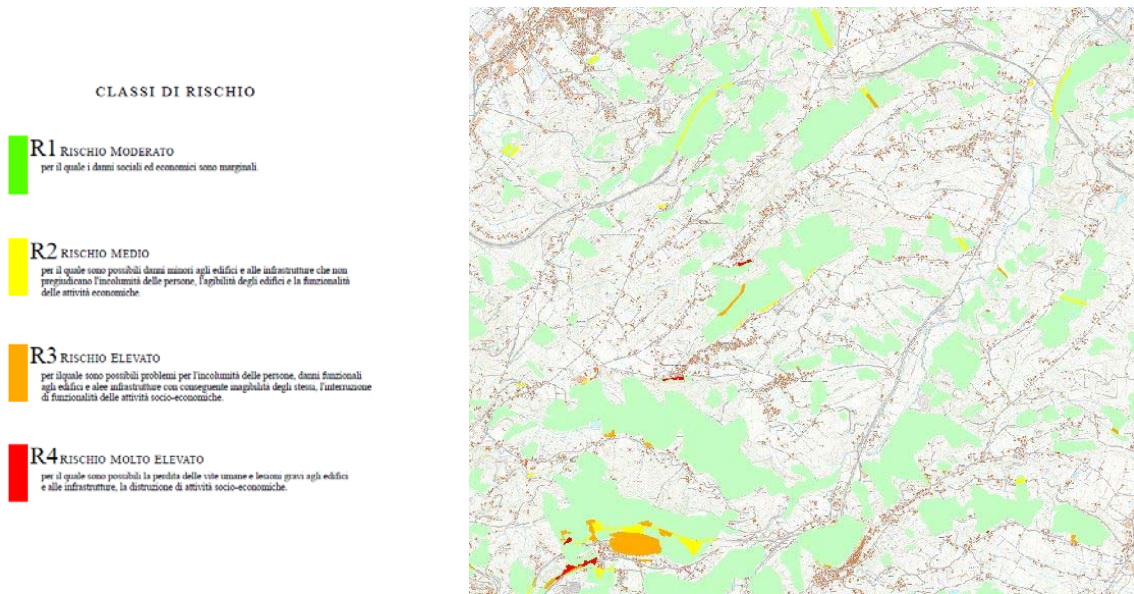 CLASSI DI RISCHIO
R1 RISCHIO MODERATO
per il quale i danni sociali ed economici sono marginali.
R2 RISCHIO MEDIO
per il quale sono possibili danni minori agli edifici e alle infrastrutture che non
pregiudicano l'incolumità delle persone, l'agibilità degli edifici e la funzionalità
delle attività economiche.
R3 RISCHIO ELEVATO
per ilquale sono possibili problemi per l'incolumità delle persone, danni funzionali
agli edifici e alee infrastrutture con conseguente inagibilità degli stessi, l'interruzione
di funzionalità delle attività socio-economiche.
R4 RISCHIO MOLTO ELEVATO
per il quale sono possibili la perdita delle vite umane e lesioni gravi agli edifici
e alle infrastrutture, la distruzione di attività socio-economiche.